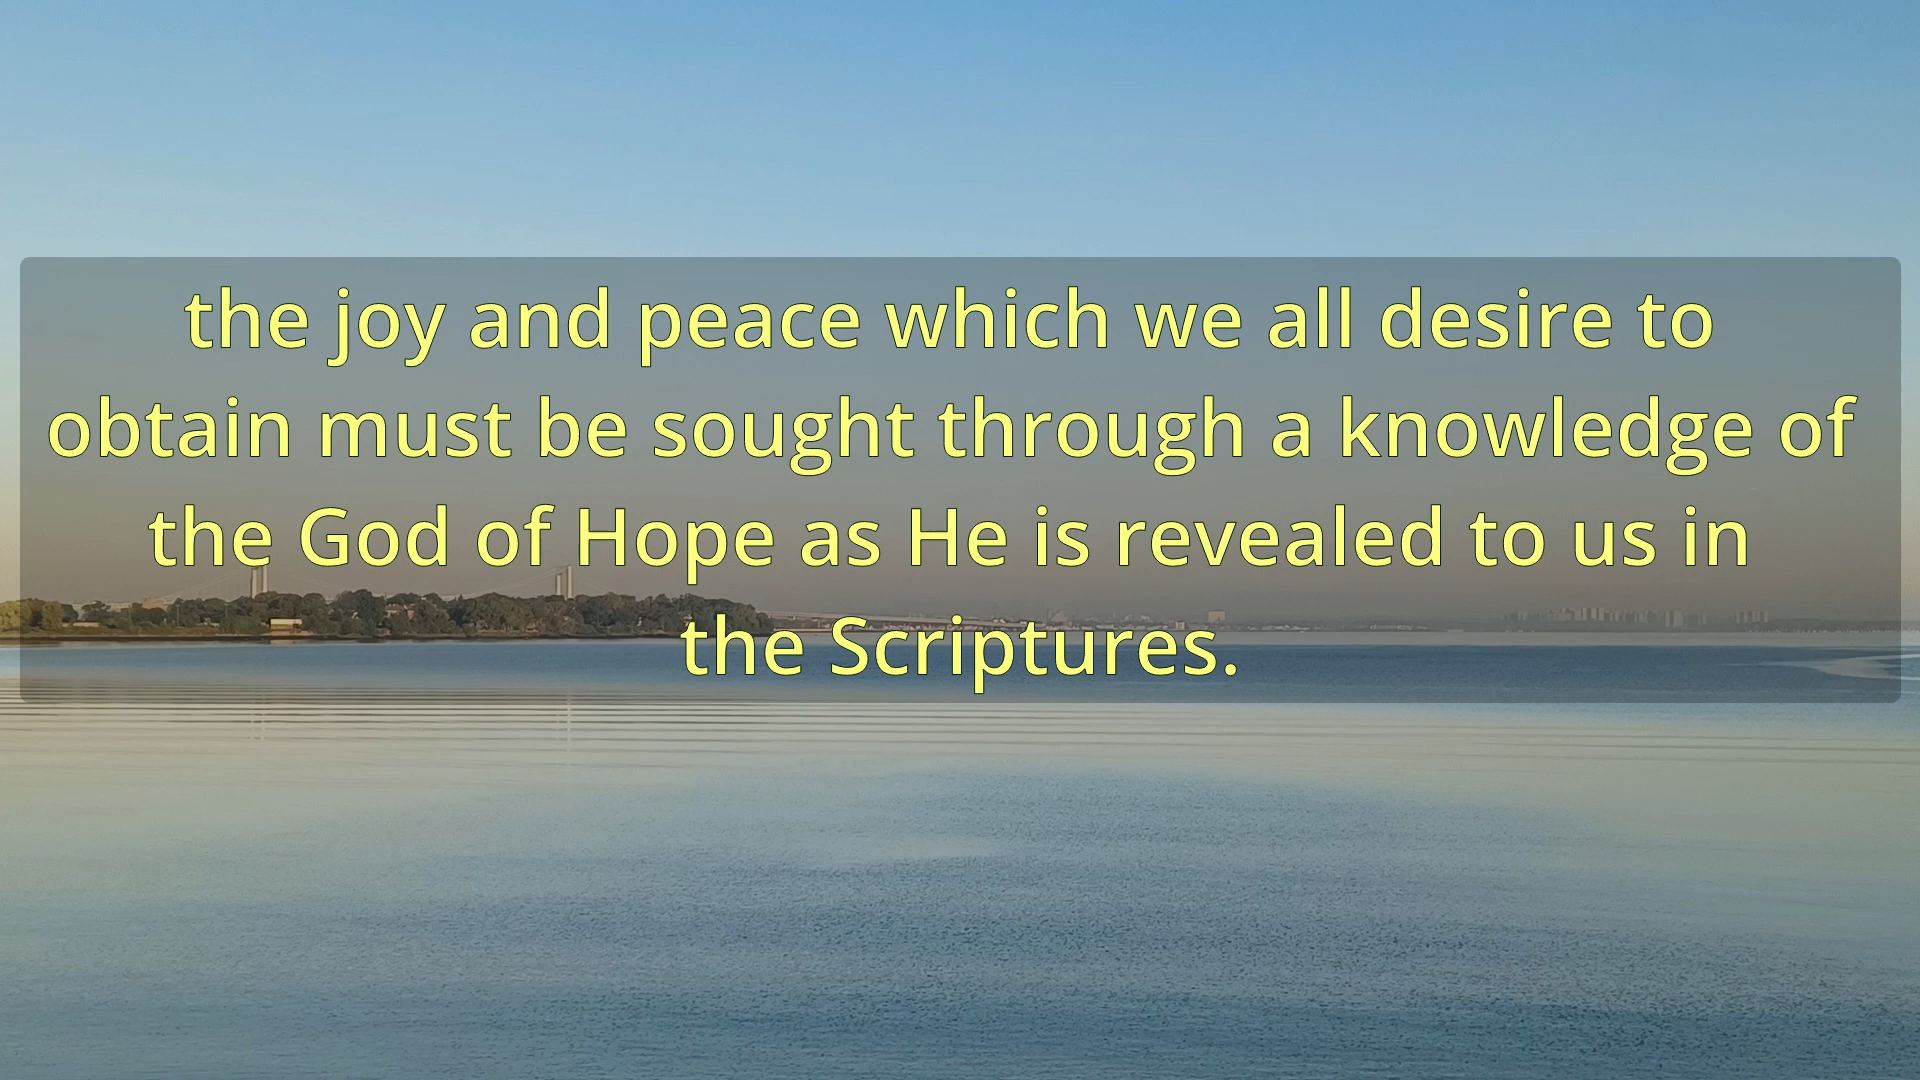 the joy and peace which we all desire to
obtain must be sought through a knowledge of
the God of Hope as He is revealed to us in
the Scriptures.